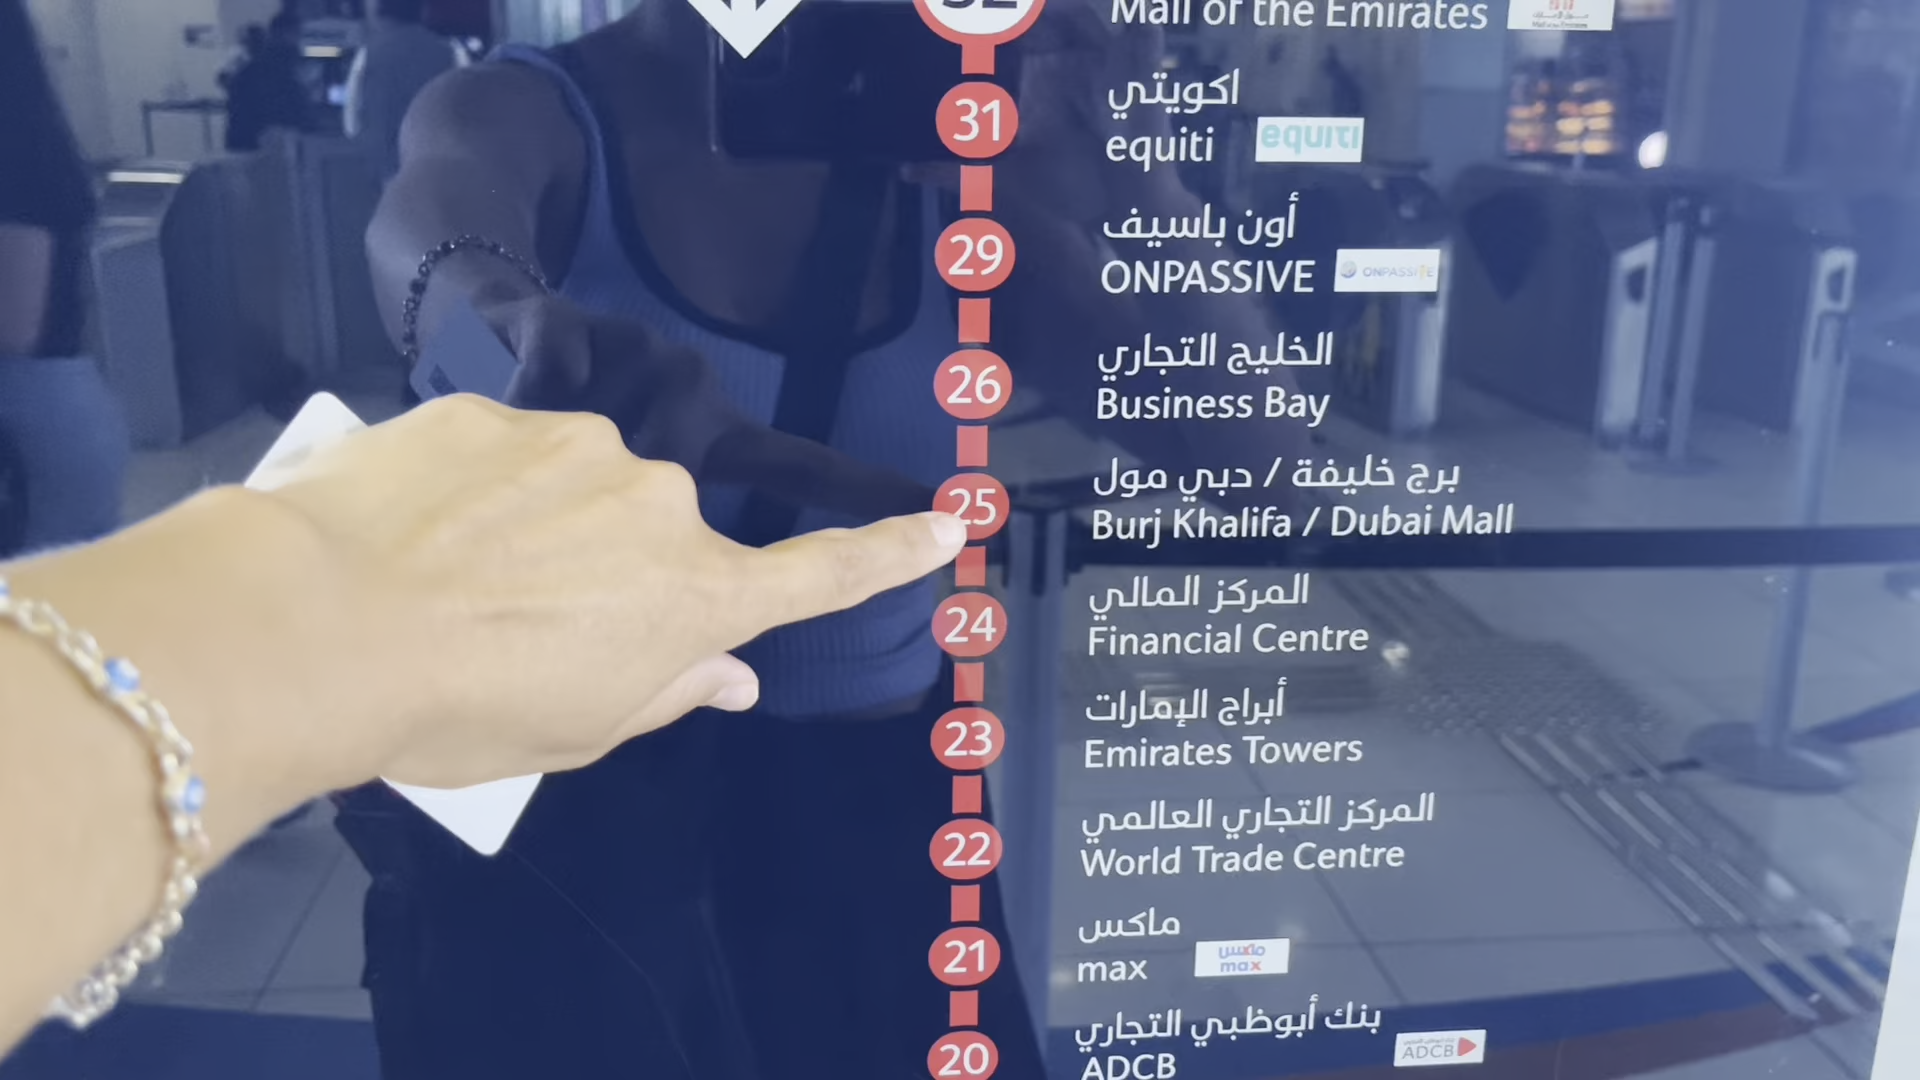 32
Mall of the Emirates
31
اكويتي
equiti
equiti
29
أون باسيف
ONPASSIVE
ONPASSIVE
26
الخليج التجاري
Business Bay
25
برج خليفة / دبي مول
Burj Khalifa / Dubai Mall
24
المركز المالي
Financial Centre
23
أبراج الإمارات
Emirates Towers
22
المركز التجاري العالمي
World Trade Centre
21
ماكس
max
ماكس
max
20
بنك أبوظبي التجاري
ADCB
ADCB